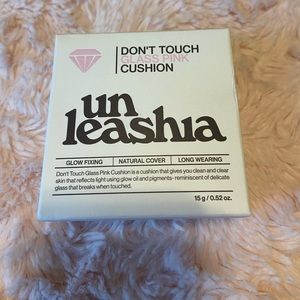 DON'T TOUCH
GLASS PINK
CUSHION
un
leashia
GLOW FIXING
NATURAL COVER
LONG WEARING
Don't Touch Glass Pink Cushion is a cushion that gives you clean and clear
skin that reflects light using glow oil and pigments- reminiscent of delicate
glass that breaks when touched.
15 g / 0.52 oz.